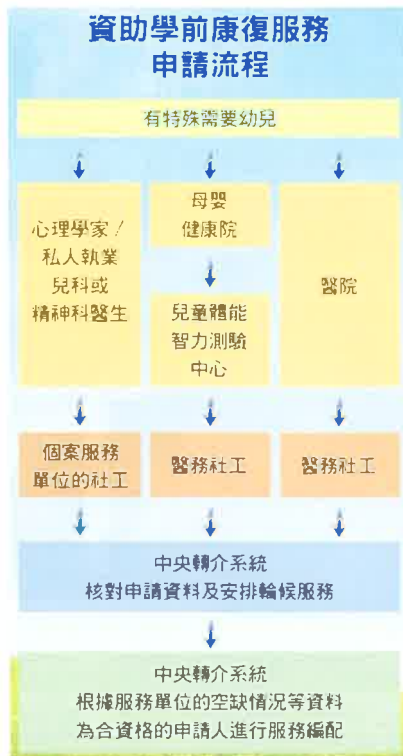 資助學前康復服務
申請流程
有特殊需要幼兒
心理學家/
私人執業
兒科或
精神科醫生
母嬰
健康院
兒童體能
智力測驗
中心
醫院
個案服務
單位的社工
醫務社工
醫務社工
中央轉介系統
核對申請資料及安排輪候服務
中央轉介系統
根據服務單位的空缺情況等資料
為合資格的申請人進行服務編配